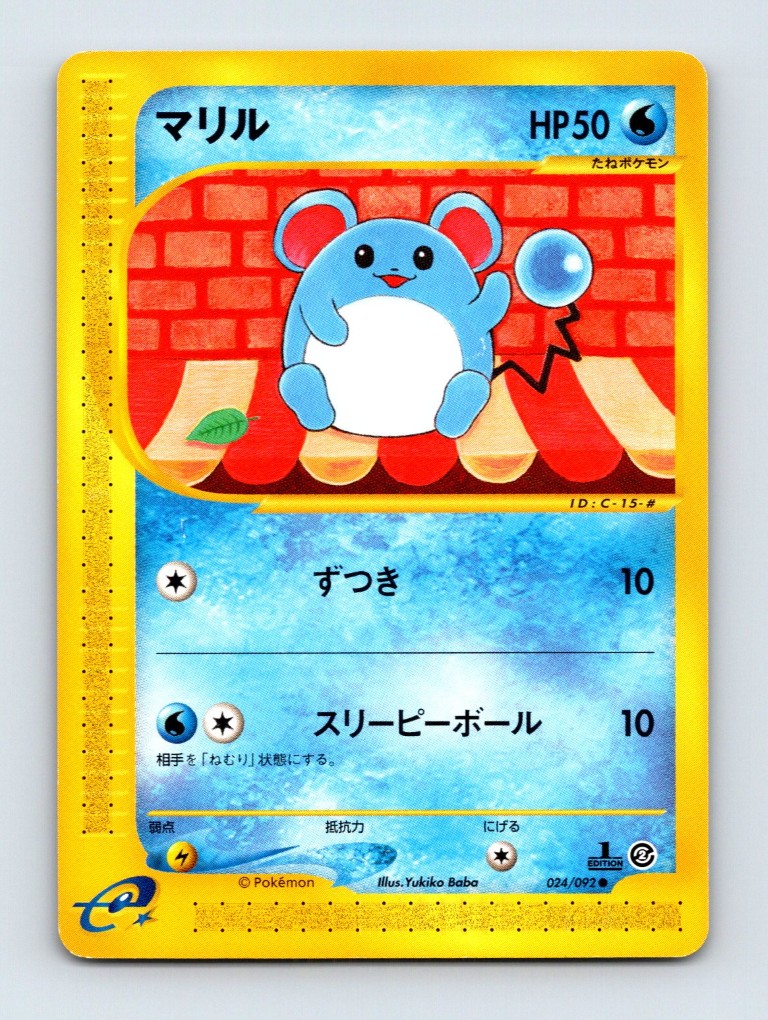 マリル
HP50
たねポケモン
ID:C-15-#
ずつき 10
スリーピーボール 10
相手を「ねむり」状態にする。
弱点 抵抗力 にげる
1 EDITION 2
© Pokémon Illus.Yukiko Baba 024/092 ●
e